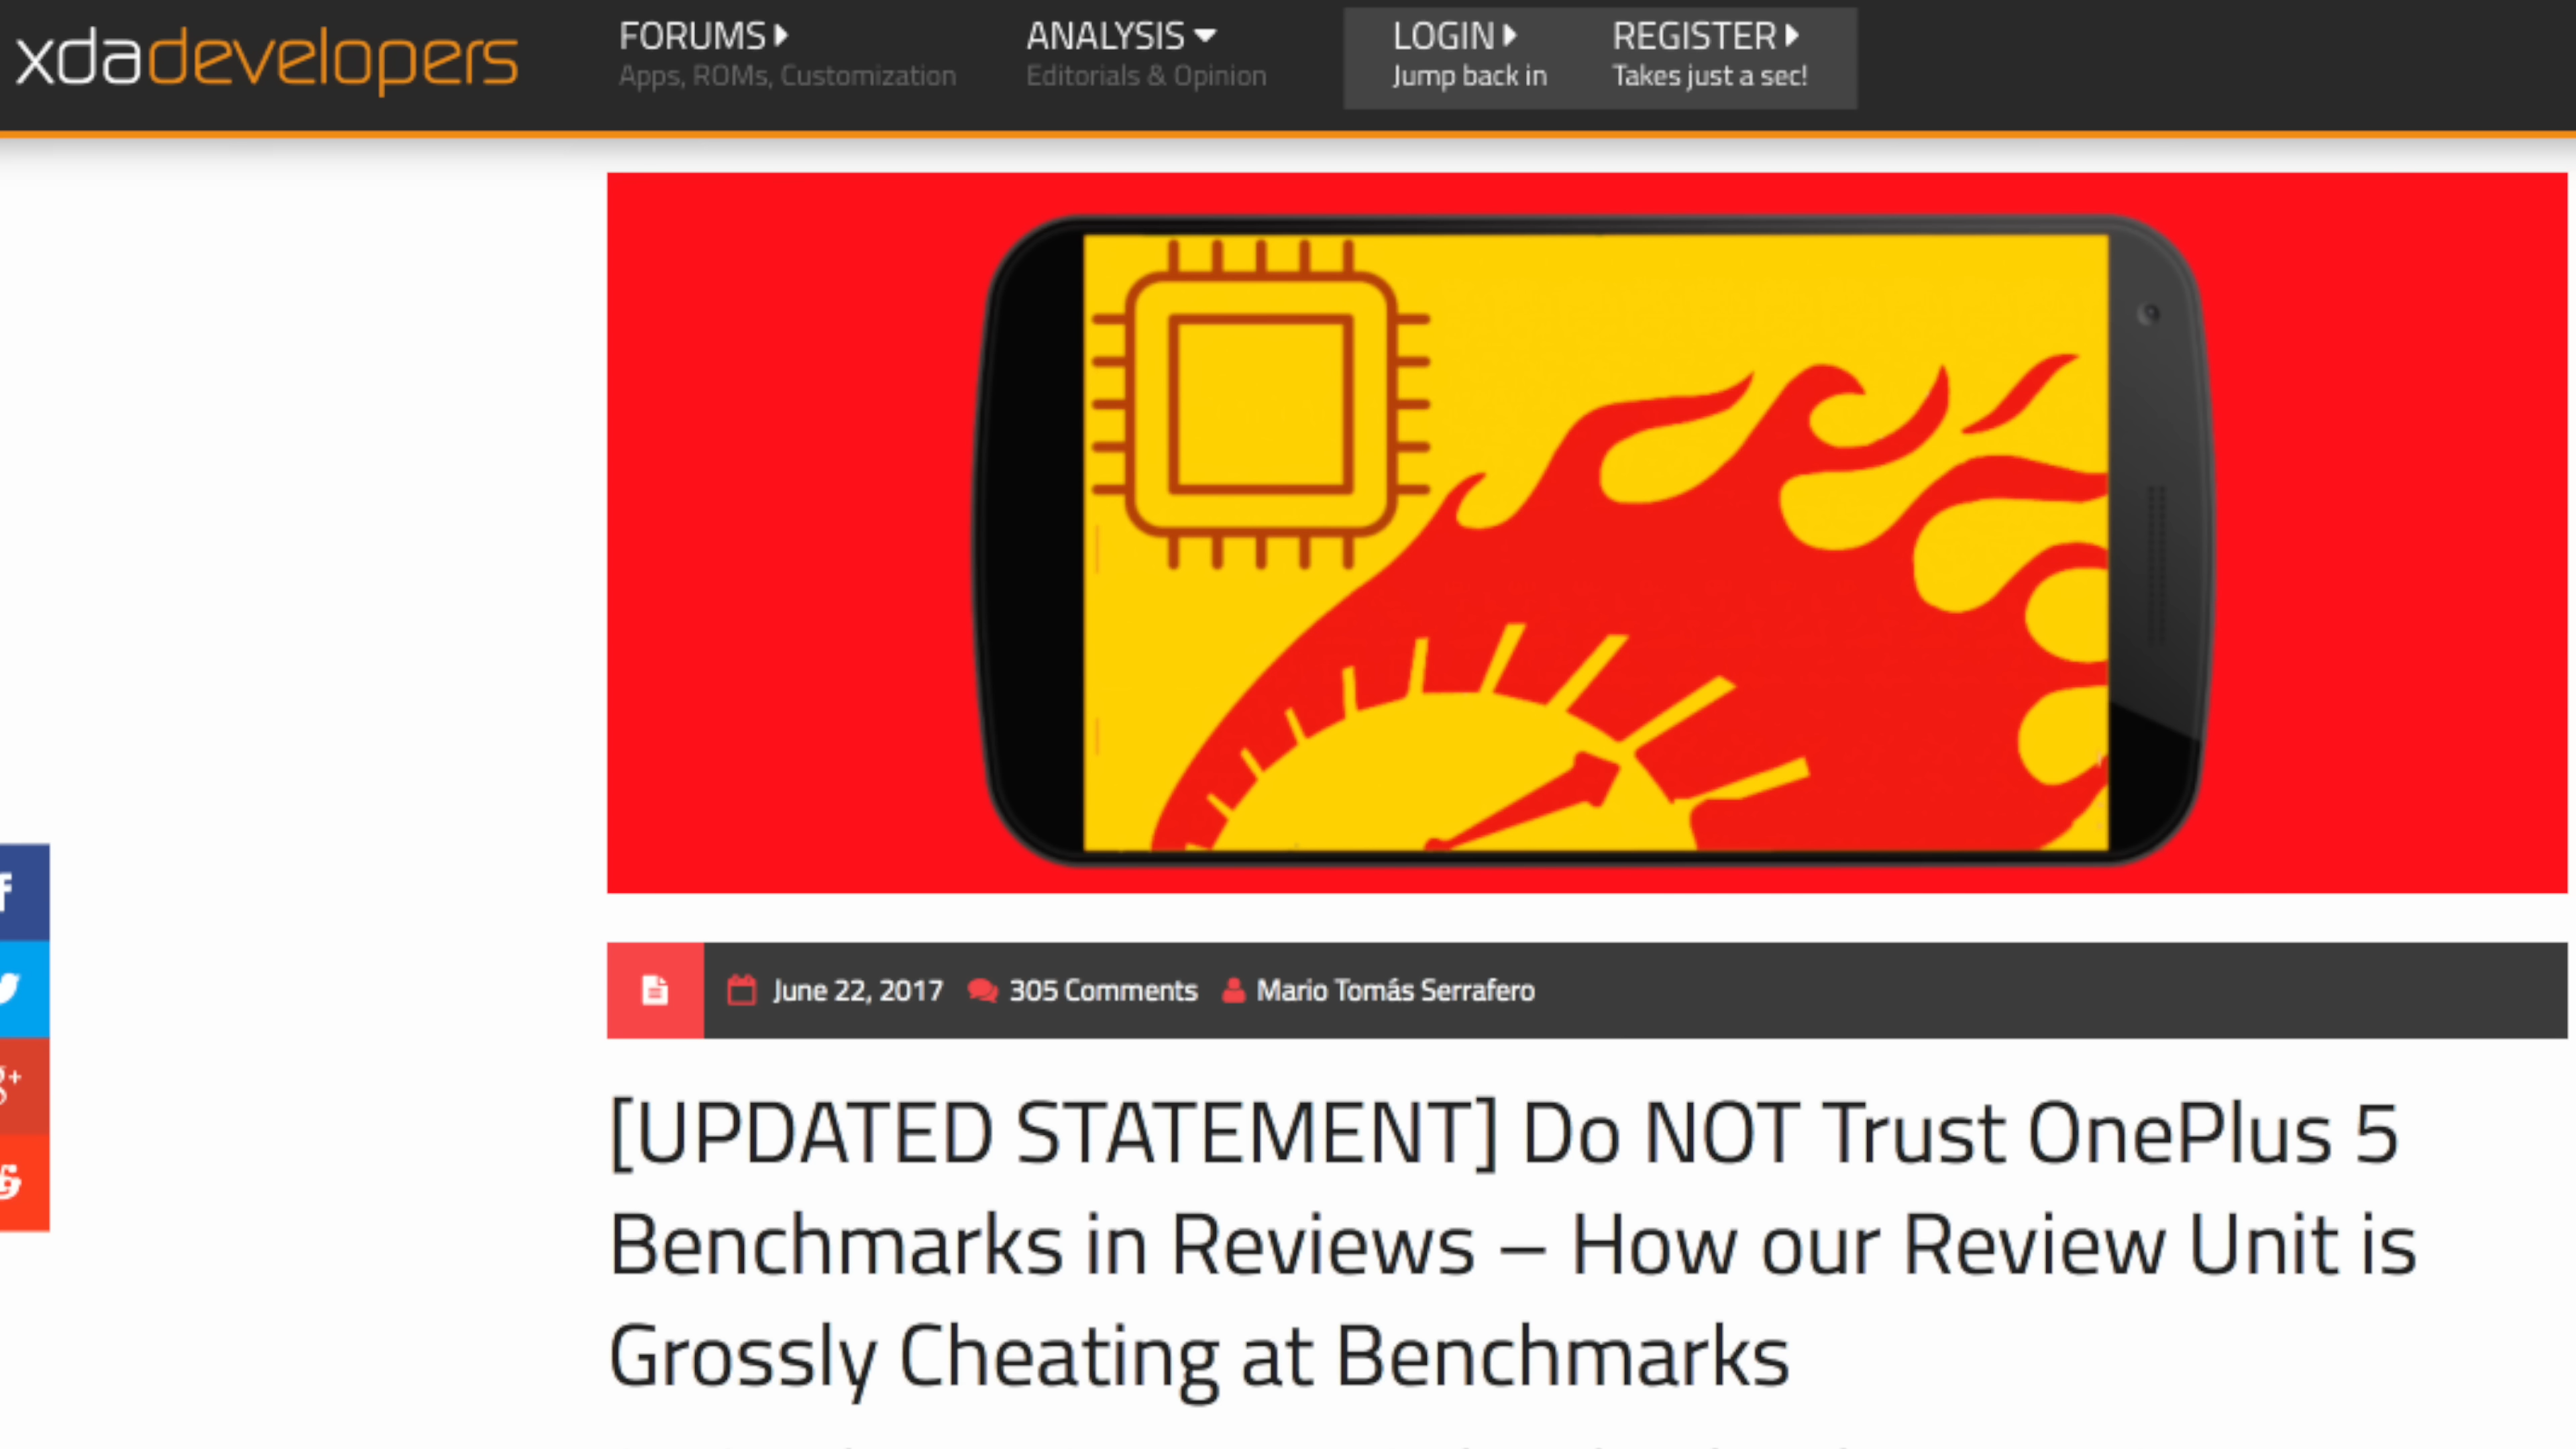 xdadevelopers
FORUMS
Apps, ROMs, Customization
ANALYSIS
Editorials & Opinion
LOGIN
Jump back in
REGISTER
Takes just a sec!
June 22, 2017 305 Comments Mario Tomás Serrafero
[UPDATED STATEMENT] Do NOT Trust OnePlus 5
Benchmarks in Reviews – How our Review Unit is
Grossly Cheating at Benchmarks